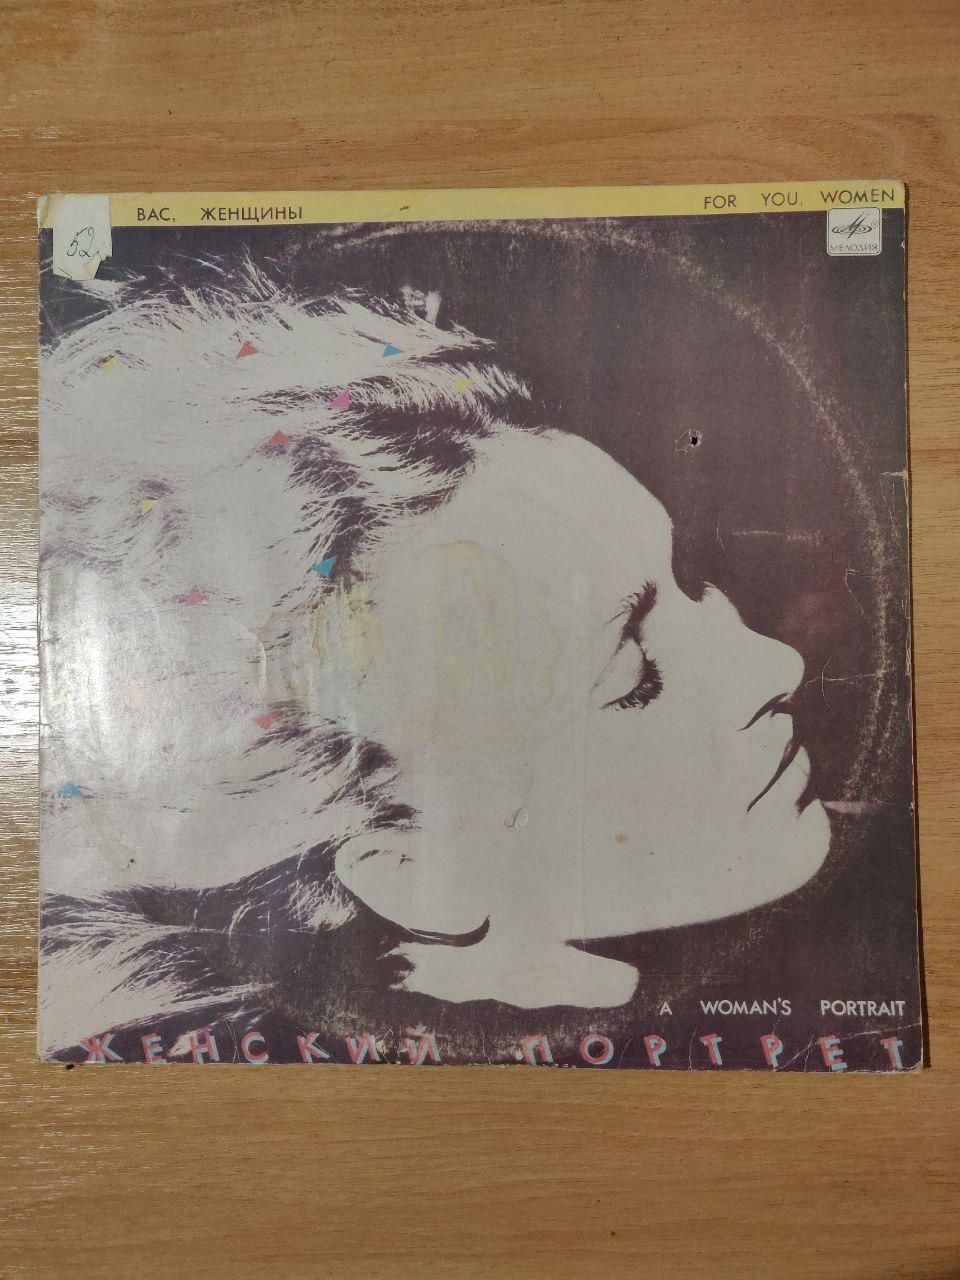 ВАС, ЖЕНЩИНЫ
FOR YOU, WOMEN
52
МЕЛОДИЯ
A WOMAN'S PORTRAIT
ЖЕНСКИЙ ПОРТРЕТ